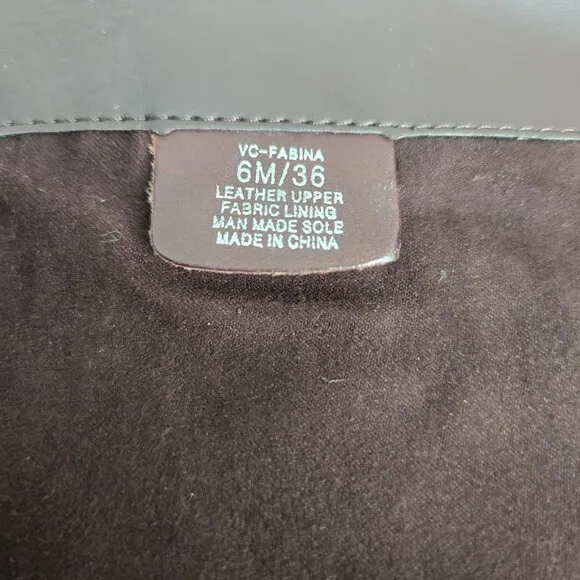 VC-FABINA
6M/36
LEATHER UPPER
FABRIC LINING
MAN MADE SOLE
MADE IN CHINA